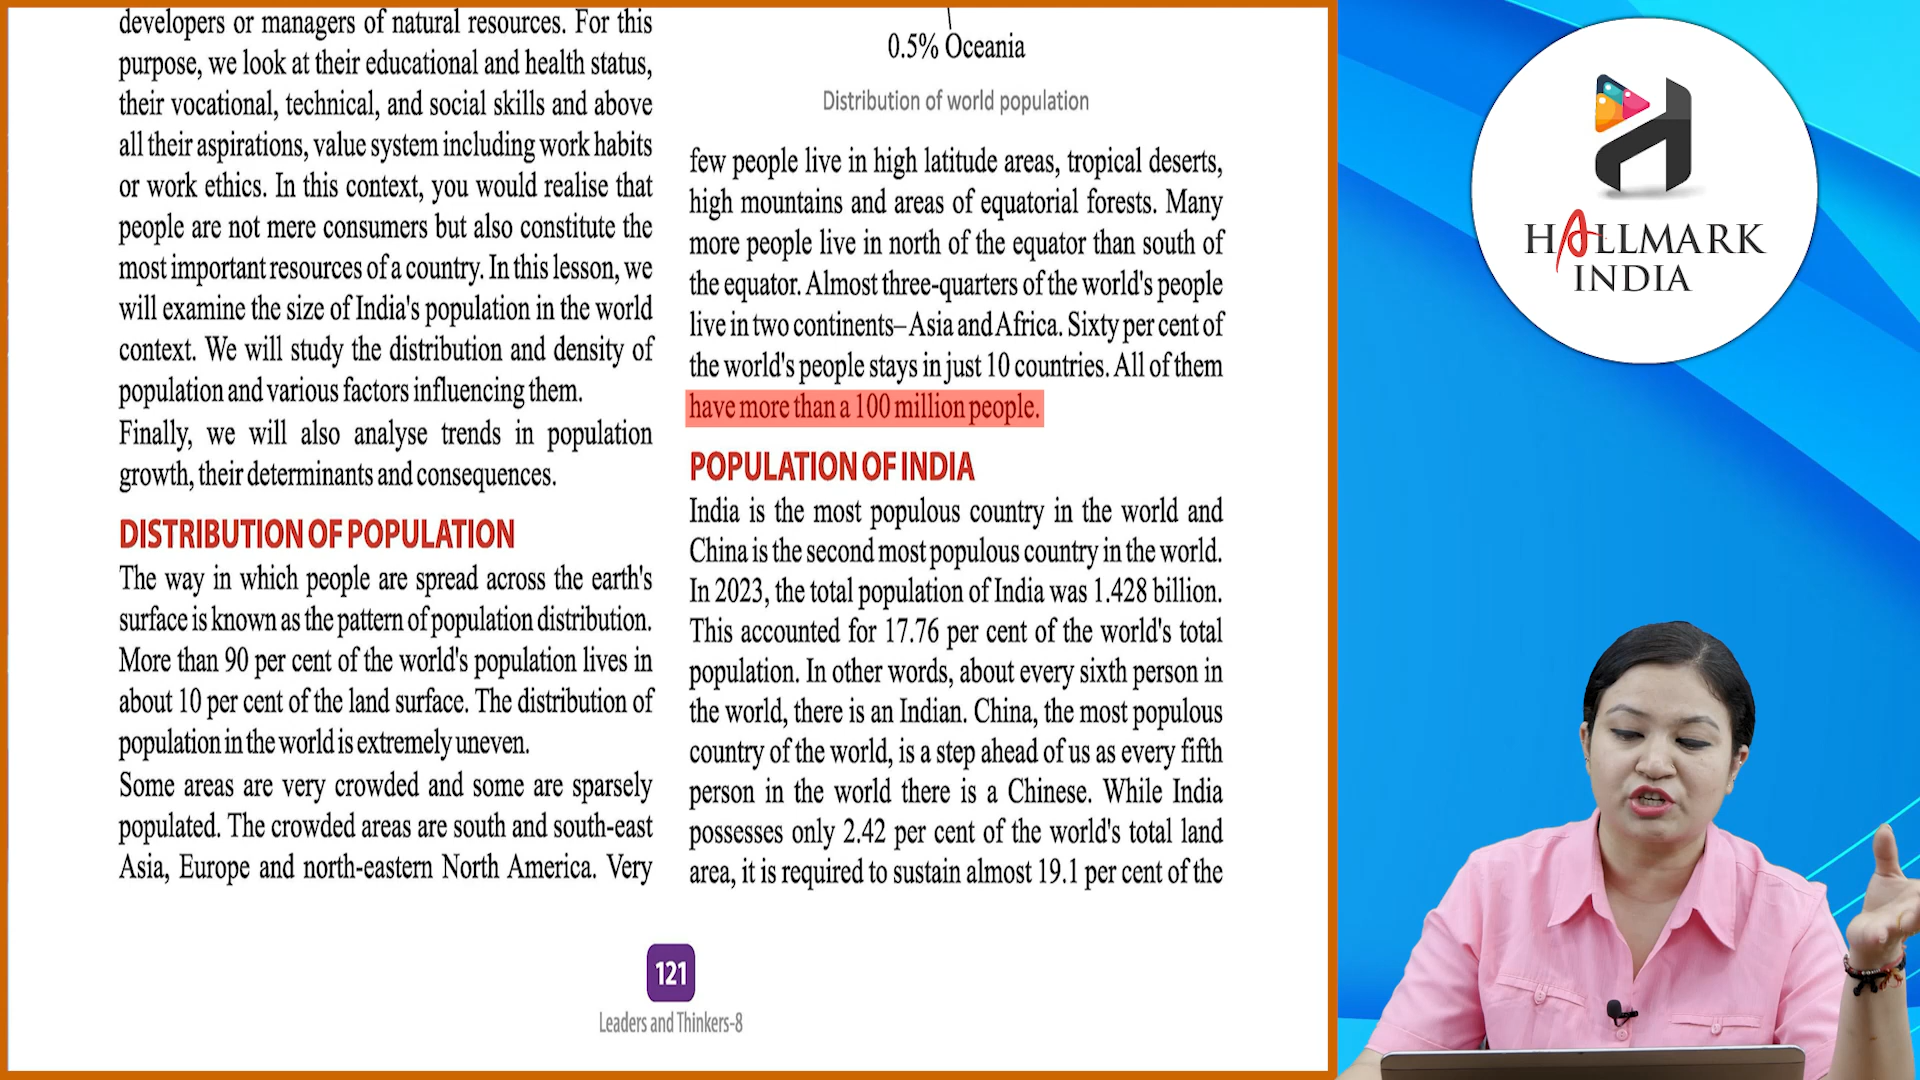 developers or managers of natural resources. For this
purpose, we look at their educational and health status,
their vocational, technical, and social skills and above
all their aspirations, value system including work habits
or work ethics. In this context, you would realise that
people are not mere consumers but also constitute the
most important resources of a country. In this lesson, we
will examine the size of India's population in the world
context. We will study the distribution and density of
population and various factors influencing them.
Finally, we will also analyse trends in population
growth, their determinants and consequences.
DISTRIBUTION OF POPULATION
The way in which people are spread across the earth's
surface is known as the pattern of population distribution.
More than 90 per cent of the world's population lives in
about 10 per cent of the land surface. The distribution of
population in the world is extremely uneven.
Some areas are very crowded and some are sparsely
populated. The crowded areas are south and south-east
Asia, Europe and north-eastern North America. Very
0.5% Oceania
Distribution of world population
few people live in high latitude areas, tropical deserts,
high mountains and areas of equatorial forests. Many
more people live in north of the equator than south of
the equator. Almost three-quarters of the world's people
live in two continents–Asia and Africa. Sixty per cent of
the world's people stays in just 10 countries. All of them
have more than a 100 million people.
POPULATION OF INDIA
India is the most populous country in the world and
China is the second most populous country in the world.
In 2023, the total population of India was 1.428 billion.
This accounted for 17.76 per cent of the world's total
population. In other words, about every sixth person in
the world, there is an Indian. China, the most populous
country of the world, is a step ahead of us as every fifth
person in the world there is a Chinese. While India
possesses only 2.42 per cent of the world's total land
area, it is required to sustain almost 19.1 per cent of the
121
Leaders and Thinkers-8
HALLMARK
INDIA